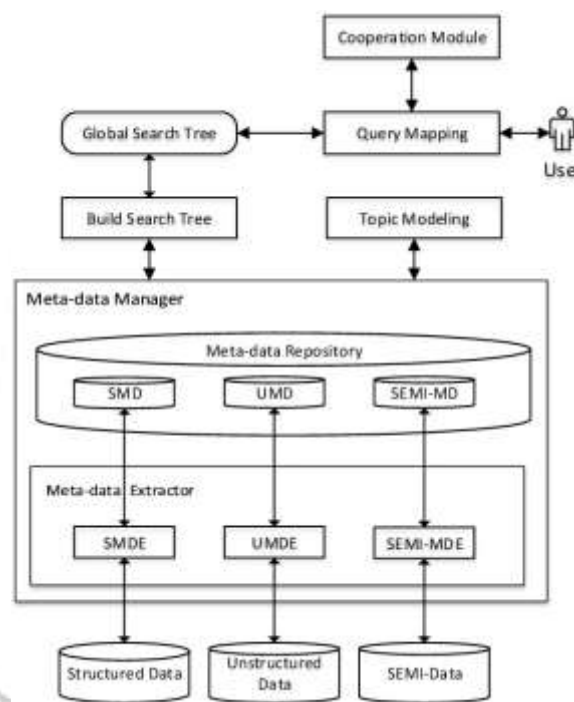 Cooperation Module
Global Search Tree
Query Mapping
Use
Build Search Tree
Topic Modeling
Meta-data Manager
Meta-data Repository
SMD
UMD
SEMI-MD
Meta-data Extractor
SMDE
UMDE
SEMI-MDE
Structured Data
Unstructured
Data
SEMI-Data